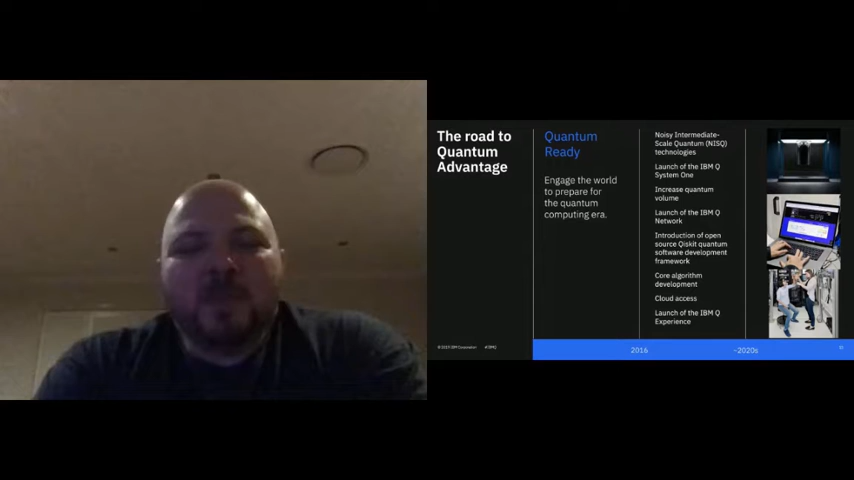 The road to
Quantum
Advantage
Quantum
Ready
Engage the world
to prepare for
the quantum
computing era.
Noisy Intermediate-
Scale Quantum (NISQ)
technologies
Launch of the IBM Q
System One
Increase quantum
volume
Launch of the IBM Q
Network
Introduction of open
source Qiskit quantum
software development
framework
Core algorithm
development
Cloud access
Launch of the IBM Q
Experience
IBM Corporation
2016
~2020s